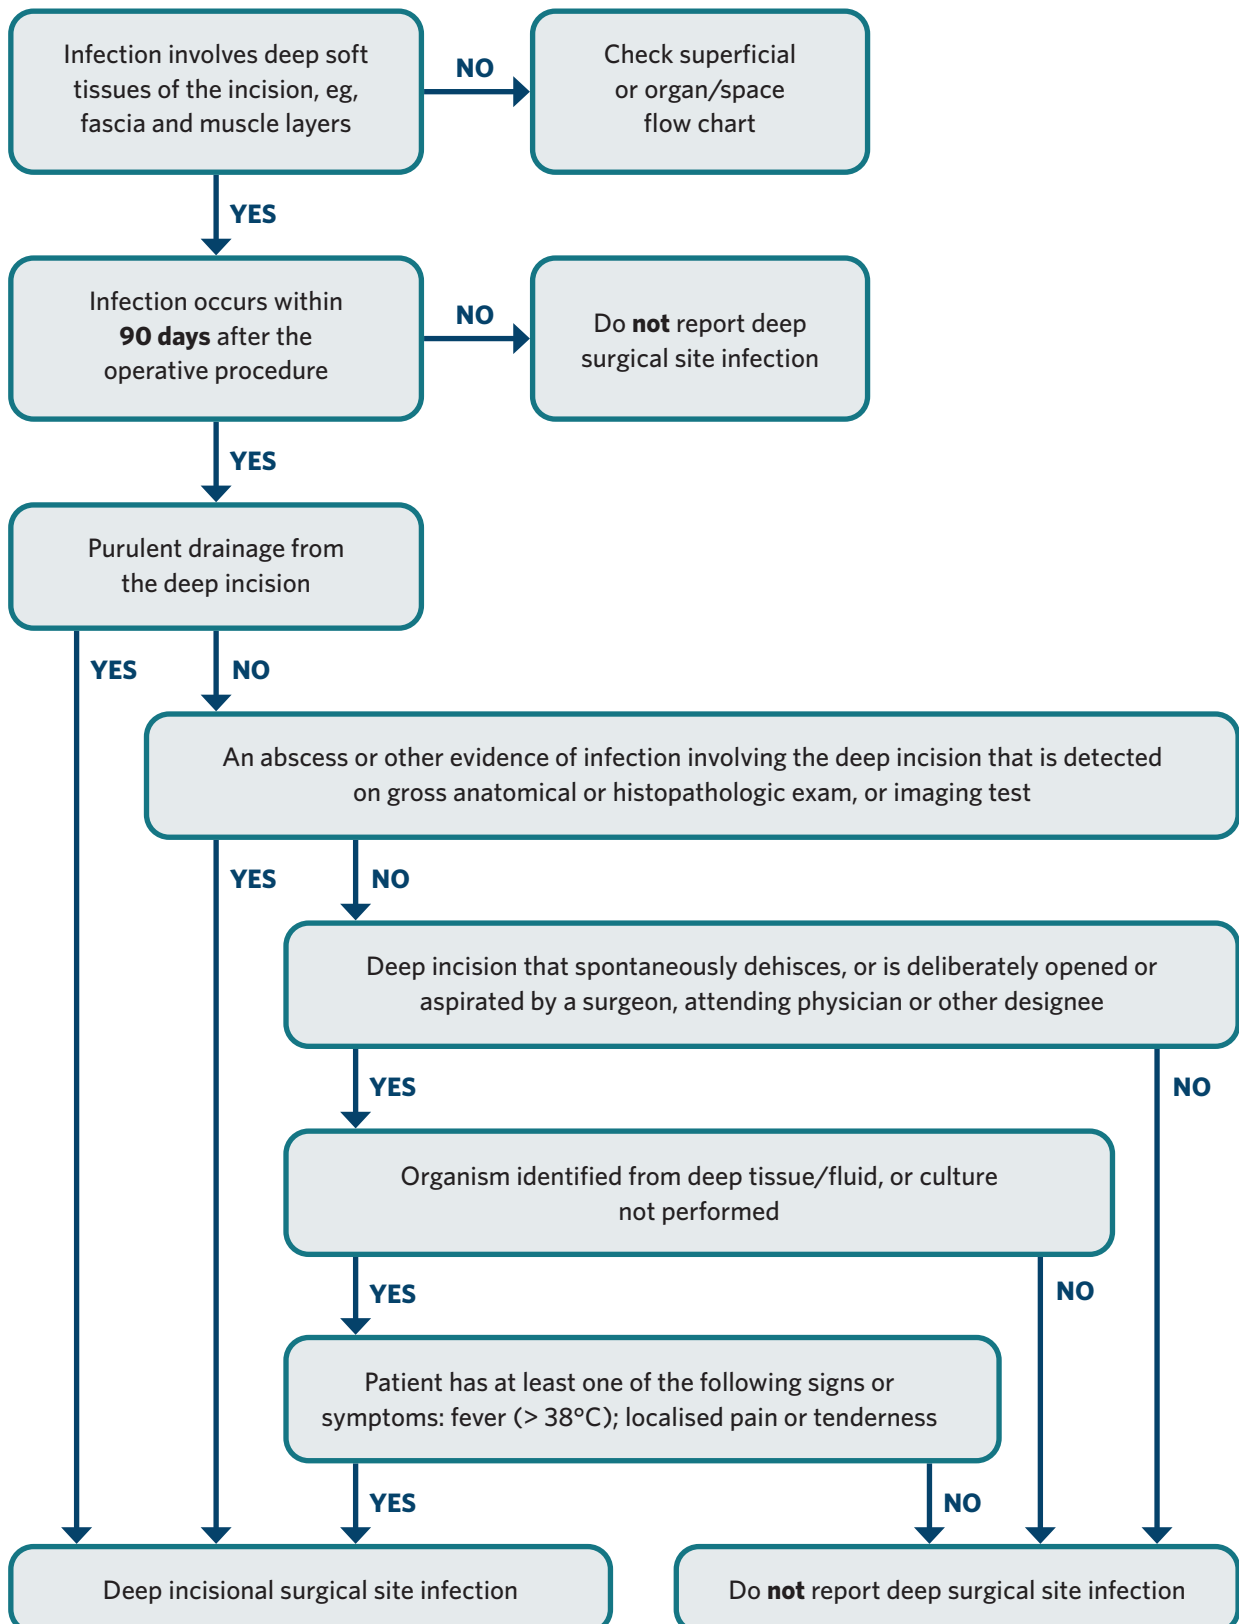 Infection involves deep soft
tissues of the incision, eg,
fascia and muscle layers
NO
Check superficial
or organ/space
flow chart
YES
Infection occurs within
90 days after the
operative procedure
NO
Do not report deep
surgical site infection
YES
Purulent drainage from
the deep incision
YES
NO
An abscess or other evidence of infection involving the deep incision that is detected
on gross anatomical or histopathologic exam, or imaging test
YES
NO
Deep incision that spontaneously dehisces, or is deliberately opened or
aspirated by a surgeon, attending physician or other designee
YES
NO
Organism identified from deep tissue/fluid, or culture
not performed
YES
NO
Patient has at least one of the following signs or
symptoms: fever (> 38°C); localised pain or tenderness
YES
NO
Deep incisional surgical site infection
Do not report deep surgical site infection